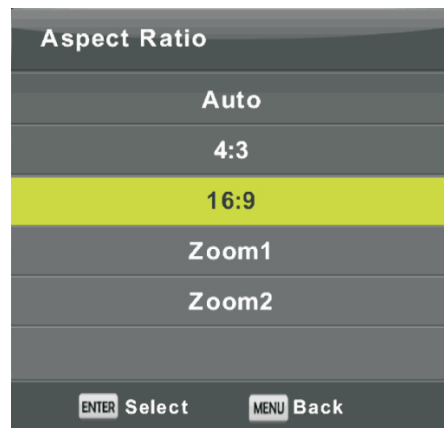 Aspect Ratio
Auto
4:3
16:9
Zoom1
Zoom2
ENTER Select MENU Back